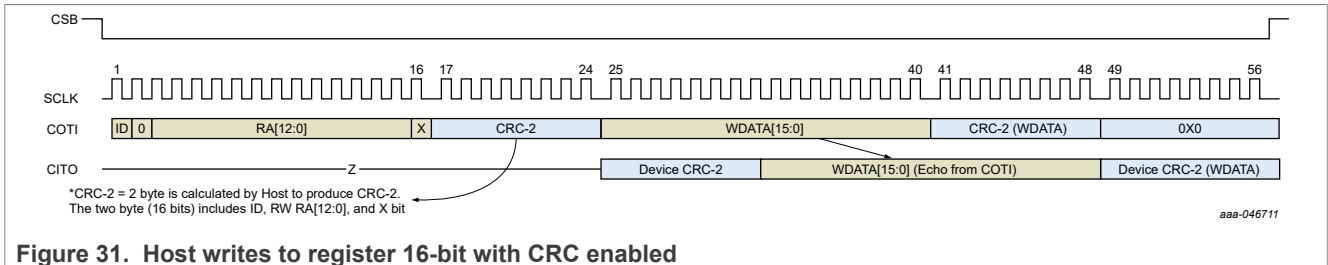 CSB
1 16 17 24 25 40 41 48 49 56
SCLK
COTI ID 0 RA[12:0] X CRC-2 WDATA[15:0] CRC-2 (WDATA) 0X0
CITO Z Device CRC-2 WDATA[15:0] (Echo from COTI) Device CRC-2 (WDATA)
*CRC-2 = 2 byte is calculated by Host to produce CRC-2.
The two byte (16 bits) includes ID, RW RA[12:0], and X bit
aaa-046711
Figure 31. Host writes to register 16-bit with CRC enabled